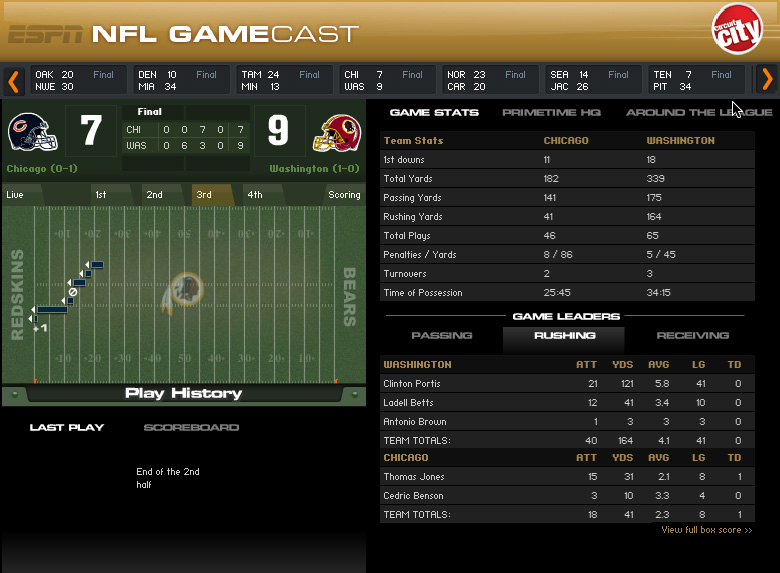 ESPN NFL GAMECAST
Circuit City
OAK 20 Final
NWE 30
DEN 10 Final
MIA 34
TAM 24 Final
MIN 13
CHI 7 Final
WAS 9
NOR 23 Final
CAR 20
SEA 14 Final
JAC 26
TEN 7 Final
PIT 34
7
Final
CHI 0 0 7 0 7
WAS 0 6 3 0 9
9
Chicago (0-1)
Washington (1-0)
Live 1st 2nd 3rd 4th Scoring
REDSKINS
BEARS
-10 -20 -30 -40 50 40- 30- 20- 10-
+1
-10 -20 -30 -40 50 40- 30- 20- 10-
Play History
LAST PLAY SCOREBOARD
End of the 2nd
half
GAME STATS PRIMETIME HQ AROUND THE LEAGUE
Team Stats CHICAGO WASHINGTON
1st downs 11 18
Total Yards 182 339
Passing Yards 141 175
Rushing Yards 41 164
Total Plays 46 65
Penalties / Yards 8 / 86 5 / 45
Turnouers 2 3
Time of Possession 25:45 34:15
GAME LEADERS
PASSING RUSHING RECEIVING
WASHINGTON ATT YDS AVG LG TD
Clinton Portis 21 121 5.8 41 0
Ladell Betts 12 41 3.4 10 0
Antonio Brown 1 3 3 3 0
TEAM TOTALS: 40 164 4.1 41 0
CHICAGO ATT YDS AVG LG TD
Thomas Jones 15 31 2.1 8 1
Cedric Benson 3 10 3.3 4 0
TEAM TOTALS: 18 41 2.3 8 1
View full box score >>